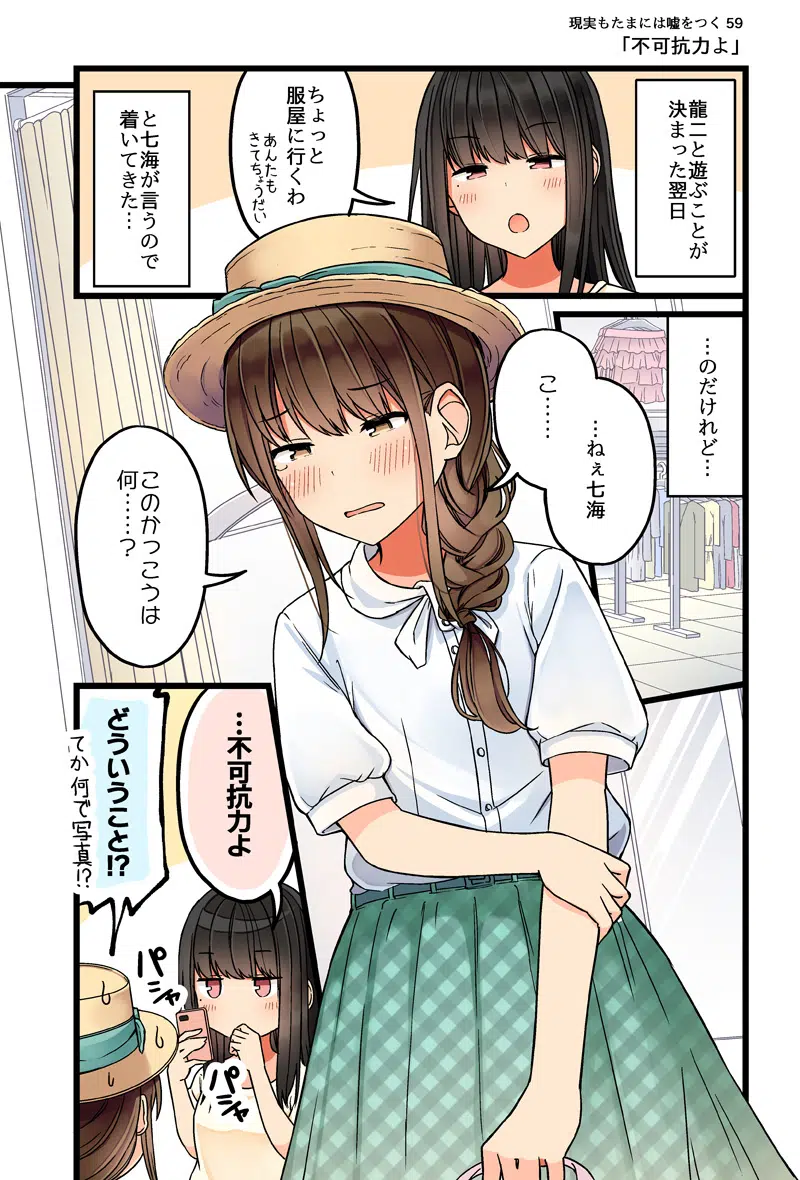 現実もたまには嘘をつく 59
「不可抗力よ」
龍二と遊ぶことが
決まった翌日
ちょっと
服屋に行くわ
あんたも
きてちょうだい
と七海が言うので
着いてきた…
…のだけれど…
…ねぇ七海
こ……
このかっこうは
何……?
…不可抗力よ
どういうこと!?
てか何で写真!?
パシャ
パシャ